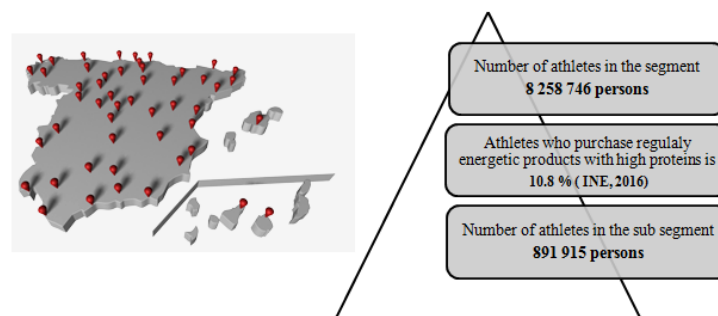 Number of athletes in the segment
8 258 746 persons
Athletes who purchase regulaly
energetic products with high proteins is
10.8 % ( INE, 2016)
Number of athletes in the sub segment
891 915 persons